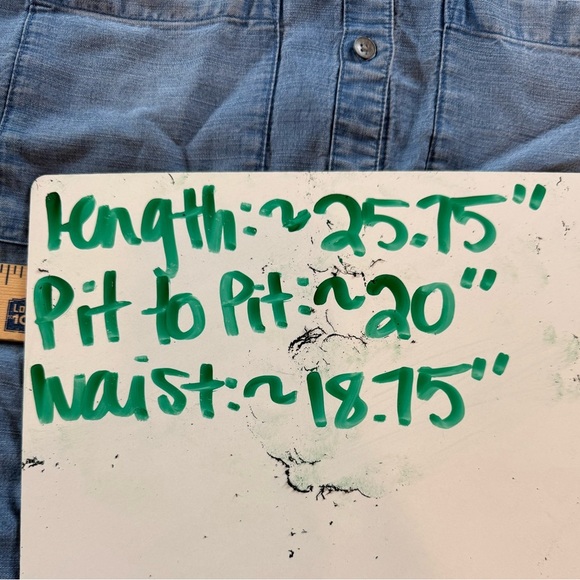 Length: ~25.75"
Pit to Pit: ~20"
Waist: ~18.75"